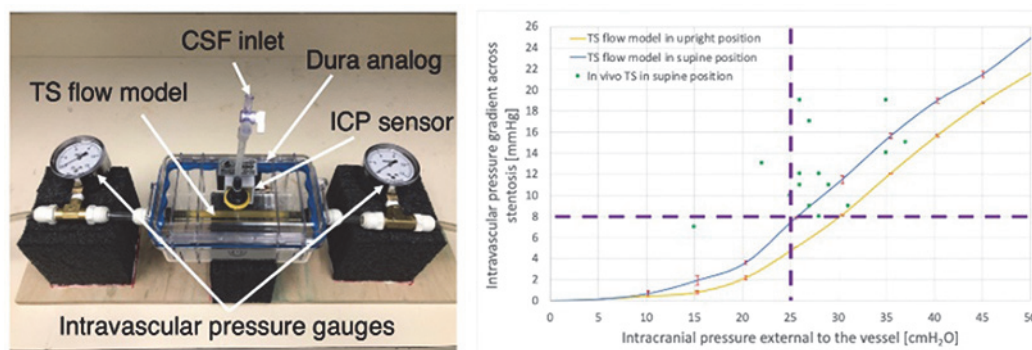 CSF inlet
Dura analog
TS flow model
ICP sensor
Intravascular pressure gauges
Intravascular pressure gradient across
stentosis [mmHg]
26
24
22
20
18
16
14
12
10
8
6
4
2
0
TS flow model in upright position
TS flow model in supine position
In vivo TS in supine position
0 5 10 15 20 25 30 35 40 45 50
Intracranial pressure external to the vessel [cmH₂O]